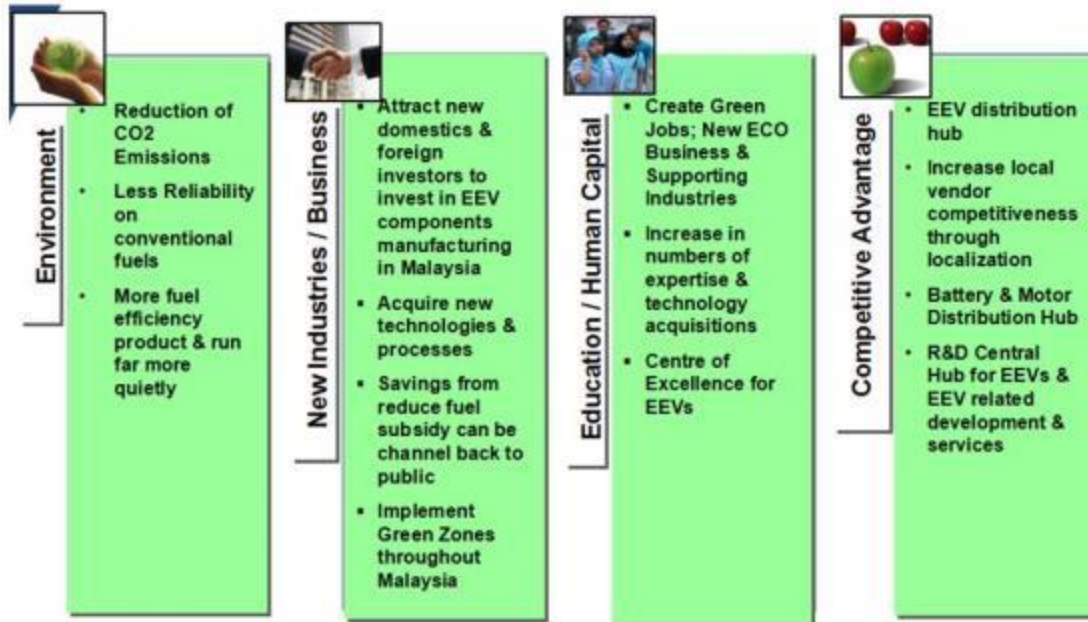 Environment
Reduction of
CO2
Emissions
Less Reliability
on
conventional
fuels
More fuel
efficiency
product & run
far more
quietly
New Industries / Business
Attract new
domestics &
foreign
investors to
invest in EEV
components
manufacturing
in Malaysia
Acquire new
technologies &
processes
Savings from
reduce fuel
subsidy can be
channel back to
public
Implement
Green Zones
throughout
Malaysia
Education / Human Capital
Create Green
Jobs; New ECO
Business &
Supporting
Industries
Increase in
numbers of
expertise &
technology
acquisitions
Centre of
Excellence for
EEVs
Competitive Advantage
EEV distribution
hub
Increase local
vendor
competitiveness
through
localization
Battery & Motor
Distribution Hub
R&D Central
Hub for EEVs &
EEV related
development &
services